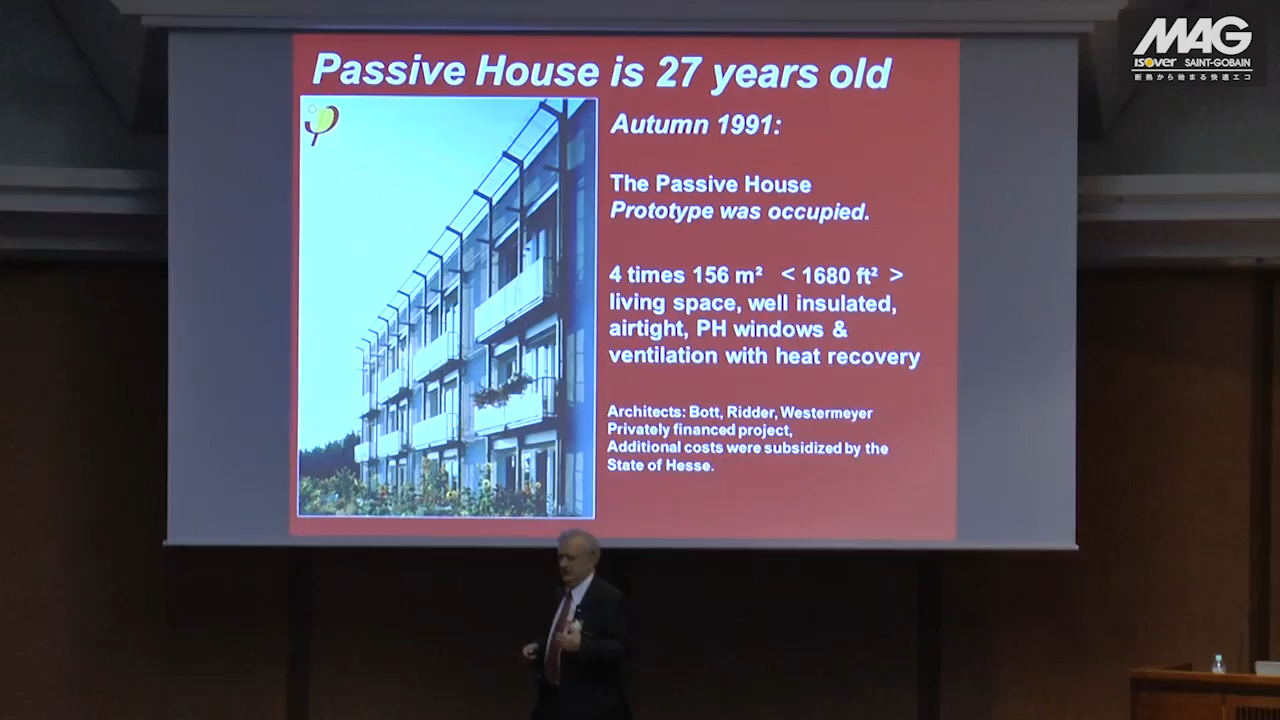 Passive House is 27 years old
Autumn 1991:
The Passive House
Prototype was occupied.
4 times 156 m² < 1680 ft² >
living space, well insulated,
airtight, PH windows &
ventilation with heat recovery
Architects: Bott, Ridder, Westermeyer
Privately financed project,
Additional costs were subsidized by the
State of Hesse.
MAG
isover SAINT-GOBAIN
断熱から始まる快適エコ